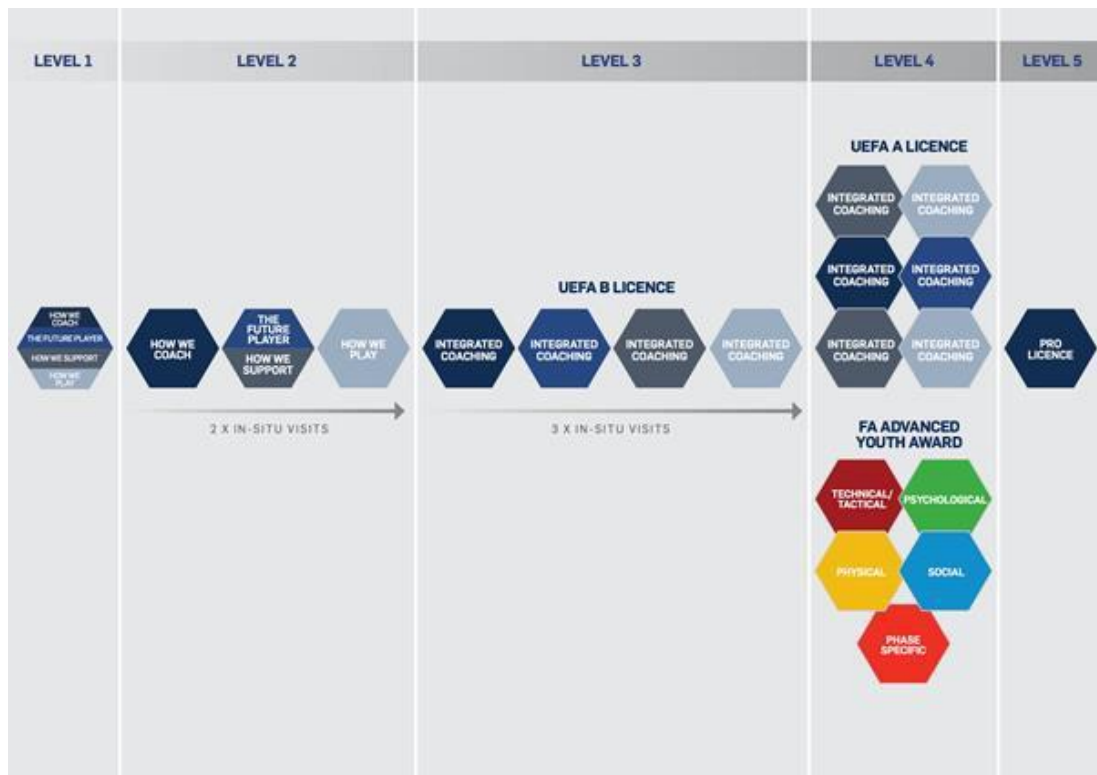 LEVEL 1
LEVEL 2
LEVEL 3
LEVEL 4
LEVEL 5
HOW WE
COACH
THE FUTURE PLAYER
HOW WE SUPPORT
HOW WE
PLAY
HOW WE
COACH
THE
FUTURE
PLAYER
HOW WE
SUPPORT
HOW WE
PLAY
2 X IN-SITU VISITS
UEFA B LICENCE
INTEGRATED
COACHING
INTEGRATED
COACHING
INTEGRATED
COACHING
INTEGRATED
COACHING
3 X IN-SITU VISITS
UEFA A LICENCE
INTEGRATED
COACHING
INTEGRATED
COACHING
INTEGRATED
COACHING
INTEGRATED
COACHING
INTEGRATED
COACHING
INTEGRATED
COACHING
FA ADVANCED
YOUTH AWARD
TECHNICAL/
TACTICAL
PSYCHOLOGICAL
PHYSICAL
SOCIAL
PHASE
SPECIFIC
PRO
LICENCE